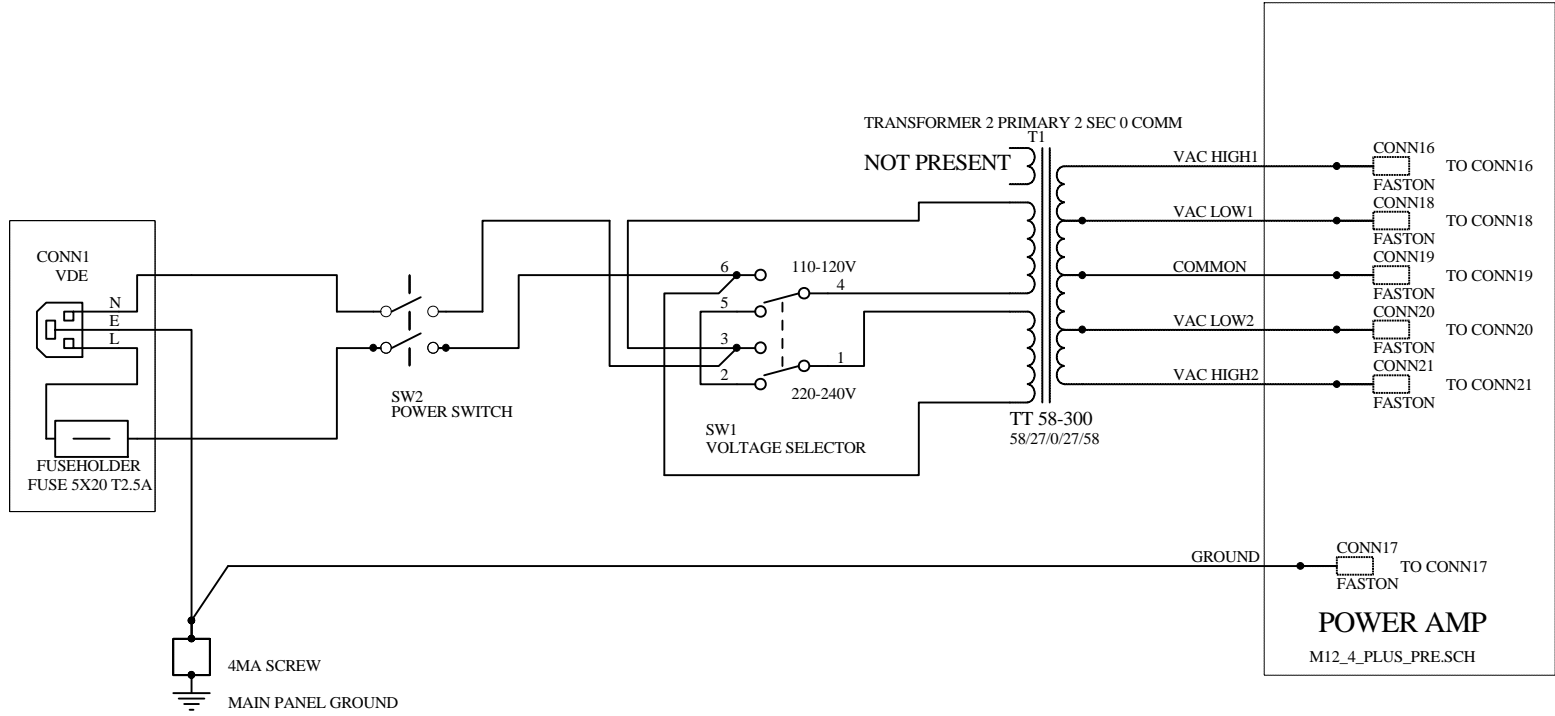 CONN1
VDE
N
E
L
FUSEHOLDER
FUSE 5X20 T2.5A
SW2
POWER SWITCH
4MA SCREW
MAIN PANEL GROUND
6
110-120V
4
5
3
1
2
220-240V
SW1
VOLTAGE SELECTOR
TRANSFORMER 2 PRIMARY 2 SEC 0 COMM
T1
NOT PRESENT
TT 58-300
58/27/0/27/58
VAC HIGH1
CONN16
FASTON
TO CONN16
VAC LOW1
CONN18
FASTON
TO CONN18
COMMON
CONN19
FASTON
TO CONN19
VAC LOW2
CONN20
FASTON
TO CONN20
VAC HIGH2
CONN21
FASTON
TO CONN21
GROUND
CONN17
FASTON
TO CONN17
POWER AMP
M12_4_PLUS_PRE.SCH